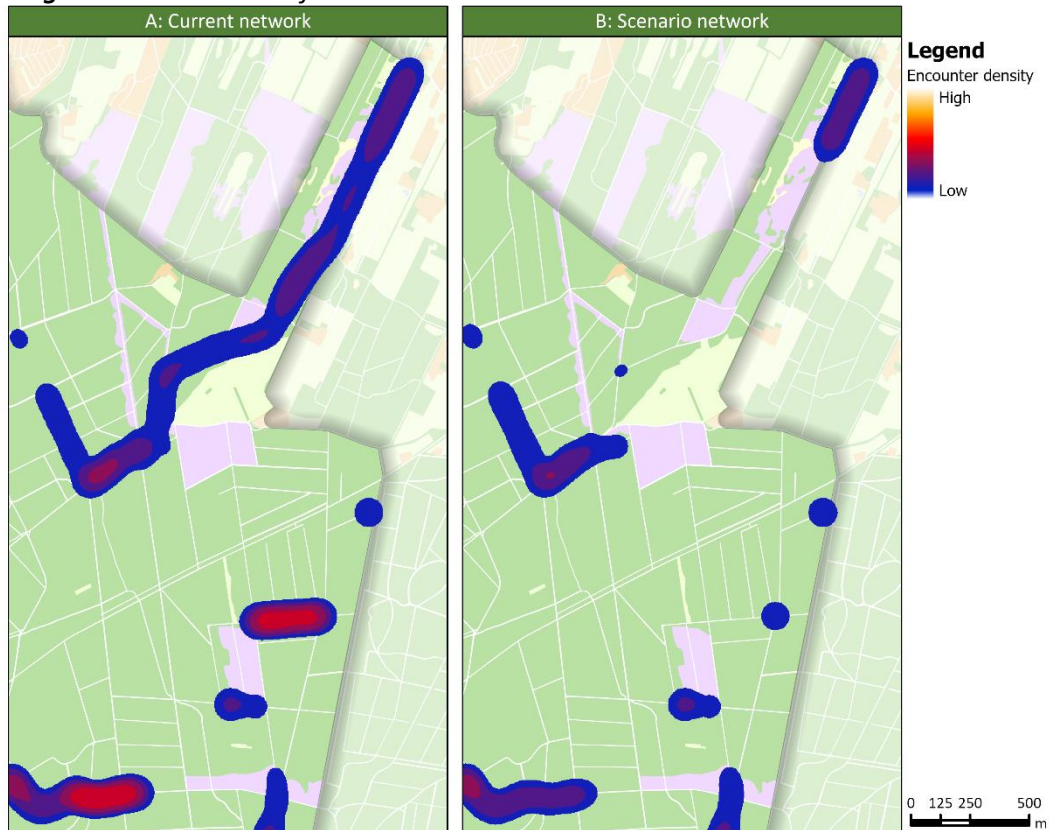 A: Current network
B: Scenario network
Legend
Encounter density
High
Low
0 125 250 500
m